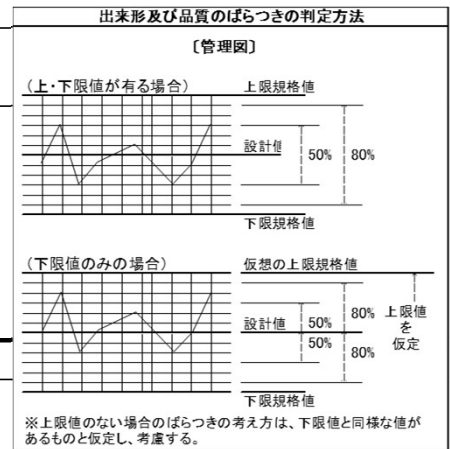 出来形及び品質のばらつきの判定方法
〔管理図〕
（上・下限値が有る場合）
上限規格値
設計値
50%
80%
下限規格値
（下限値のみの場合）
仮想の上限規格値
設計値
50%
80%
50%
80%
上限値
を
仮定
下限規格値
※上限値のない場合のばらつきの考え方は、下限値と同様な値が
あるものと仮定し、考慮する。